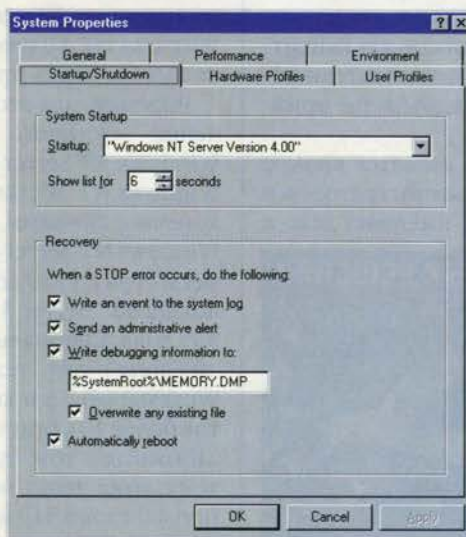 System Properties
General Performance Environment
Startup/Shutdown Hardware Profiles User Profiles
System Startup
Startup: "Windows NT Server Version 4.00"
Show list for 6 seconds
Recovery
When a STOP error occurs, do the following:
Write an event to the system log
Send an administrative alert
Write debugging information to:
%SystemRoot%\MEMORY.DMP
Overwrite any existing file
Automatically reboot
OK Cancel Apply